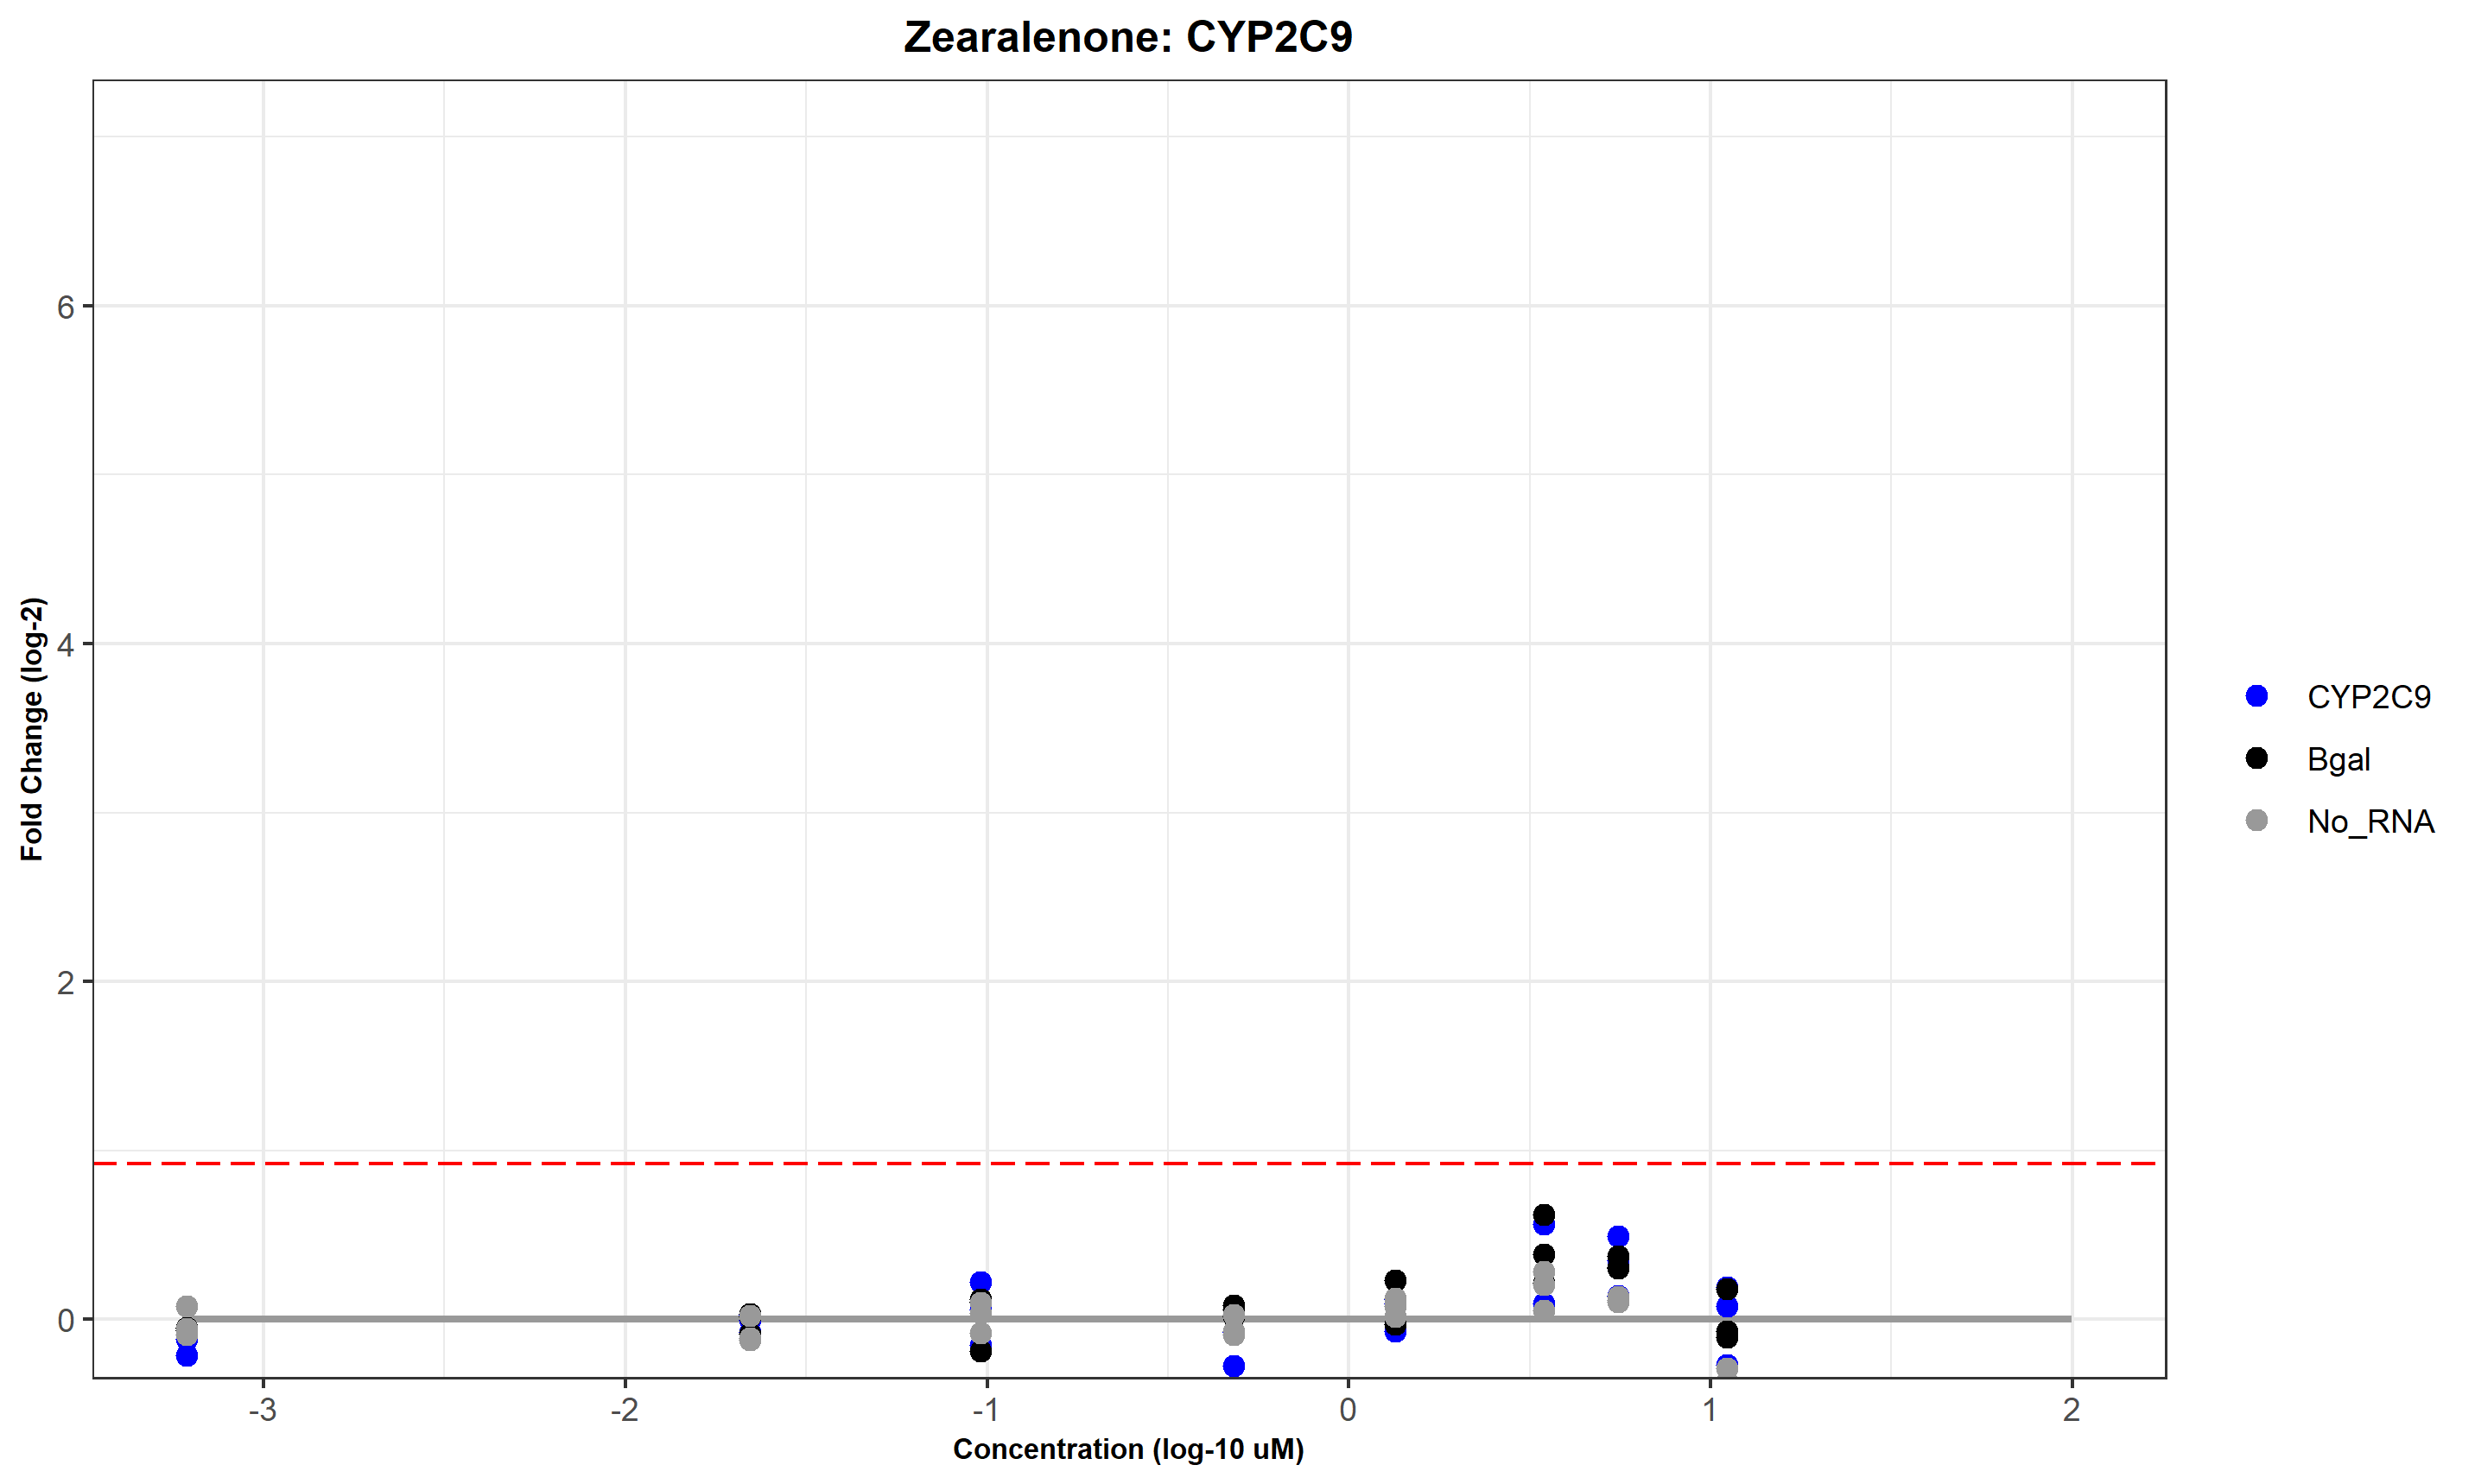 Zearalenone: CYP2C9
Fold Change (log-2)
6
4
2
0
-3
-2
-1
0
1
2
Concentration (log-10 uM)
CYP2C9
Bgal
No_RNA